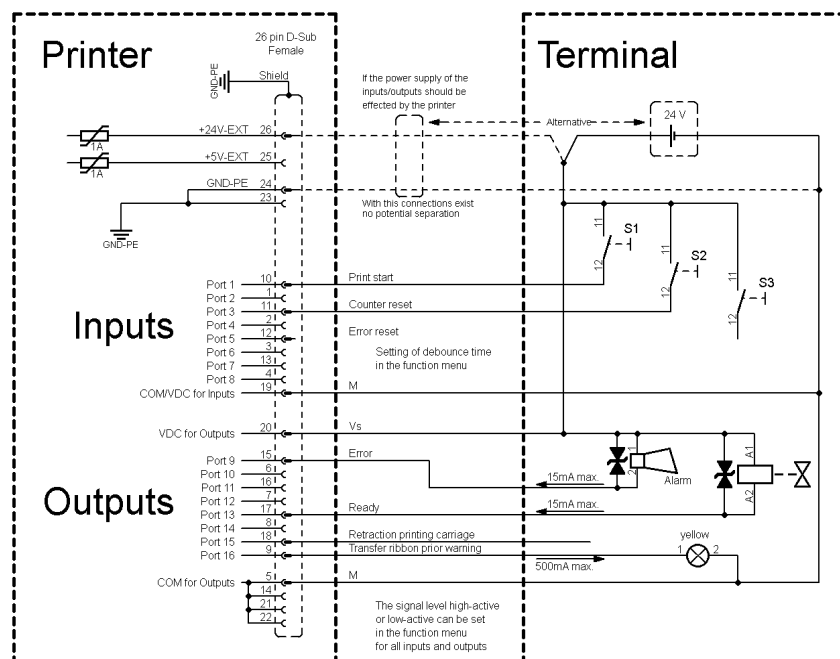 Printer
26 pin D-Sub
Female
Terminal
Shield
GND-PE
If the power supply of the
inputs/outputs should be
effected by the printer
Alternative
24 V
+24V-EXT 26
1A
+5V-EXT 25
1A
GND-PE 24
23
GND-PE
With this connections exist
no potential separation
11
S1
12
11
S2
12
11
S3
12
Inputs
Port 1 10 Print start
Port 2 1
Port 3 11 Counter reset
Port 4 2
Port 5 12 Error reset
Port 6 3
Port 7 13
Port 8 4
Setting of debounce time
in the function menu
COM/VDC for Inputs 19 M
VDC for Outputs 20 Vs
Outputs
Port 9 15 Error
Port 10 6
Port 11 16
Port 12 7
Port 13 17 Ready
Port 14 8
Port 15 18 Retraction printing carriage
Port 16 9 Transfer ribbon prior warning
15mA max.
2 1
Alarm
A1
A2
15mA max.
500mA max.
yellow
1 2
COM for Outputs 5 M
14
21
22
The signal level high-active
or low-active can be set
in the function menu
for all inputs and outputs